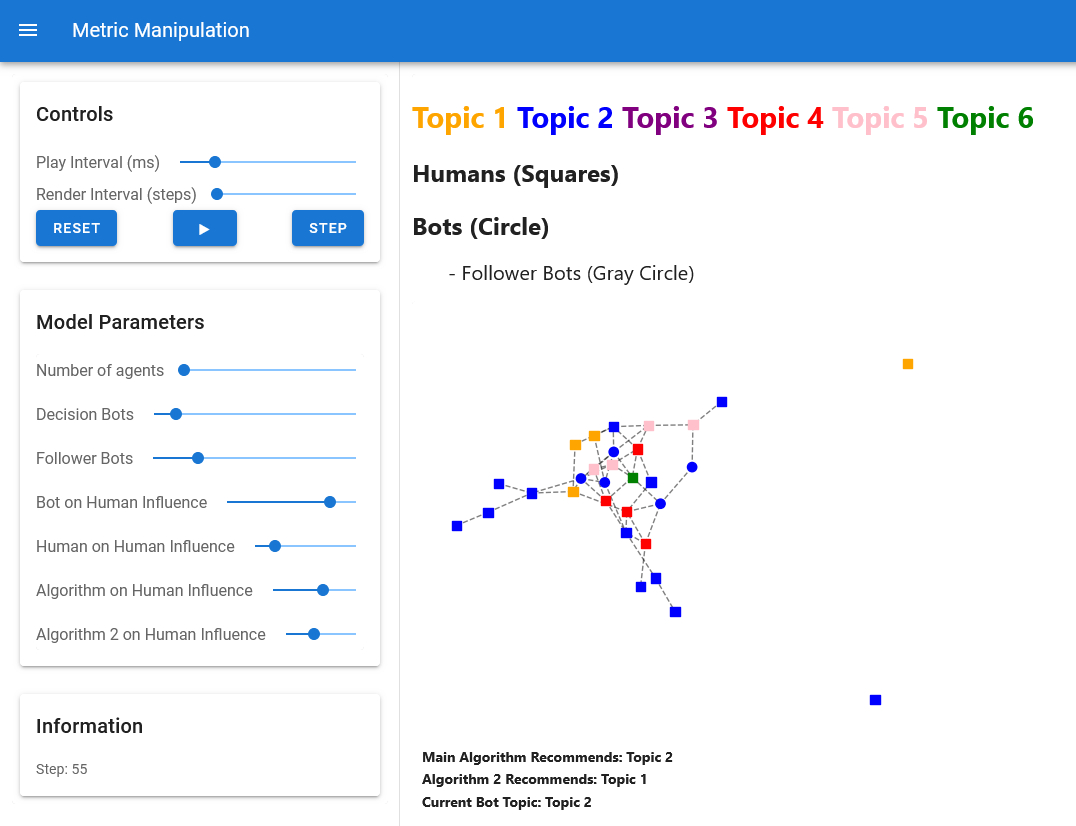 Metric Manipulation
Controls
Play Interval (ms)
Render Interval (steps)
RESET
STEP
Model Parameters
Number of agents
Decision Bots
Follower Bots
Bot on Human Influence
Human on Human Influence
Algorithm on Human Influence
Algorithm 2 on Human Influence
Information
Step: 55
Topic 1 Topic 2 Topic 3 Topic 4 Topic 5 Topic 6
Humans (Squares)
Bots (Circle)
- Follower Bots (Gray Circle)
Main Algorithm Recommends: Topic 2
Algorithm 2 Recommends: Topic 1
Current Bot Topic: Topic 2